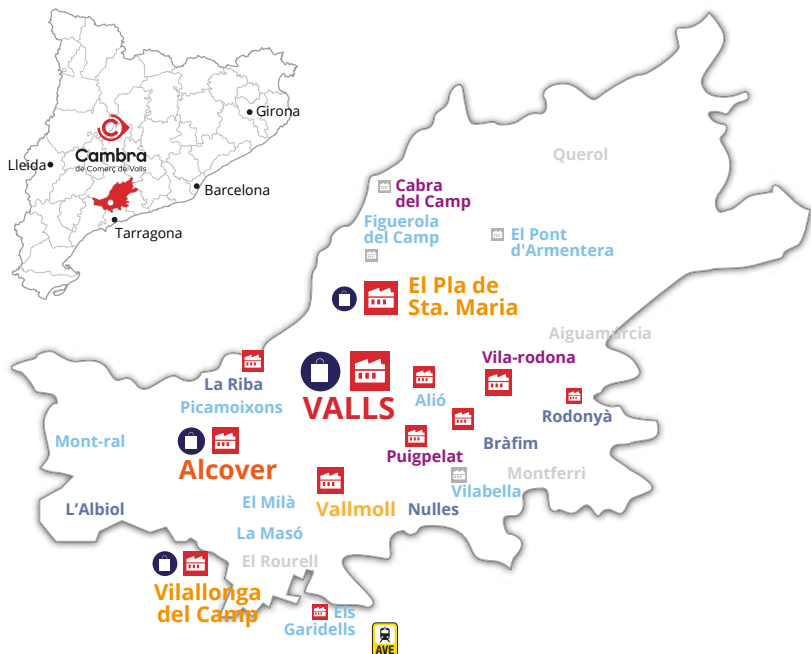 Girona
Cambra
de Comerç de Valls
Lleida
Barcelona
Tarragona
Querol
Cabra
del Camp
Figuerola
del Camp
El Pont
d'Armentera
El Pla de
Sta. Maria
Aiguamúrcia
Vila-rodona
La Riba
Picamoixons
VALLS
Alió
Rodonyà
Mont-ral
Puigpelat
Bràfim
Alcover
Montferri
Vilabella
El Milà
Vallmoll
Nulles
L'Albiol
La Masó
El Rourell
Vilallonga
del Camp
Els
Garidells
AVE